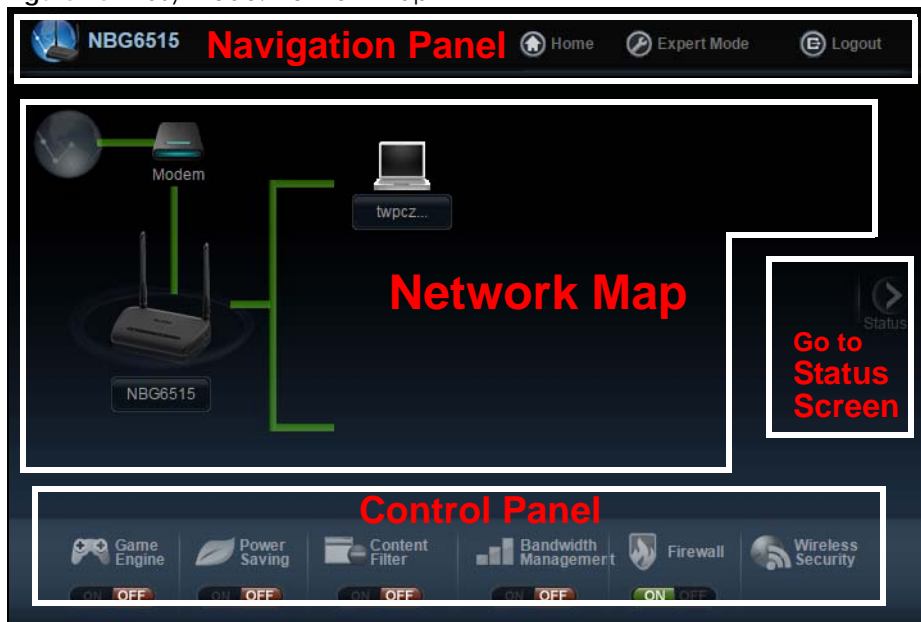 NBG6515 Navigation Panel Home Expert Mode Logout
Modem
twpcz...
Network Map
Status
Go to
Status
Screen
NBG6515
Control Panel
Game
Engine
Power
Saving
Content
Filter
Bandwidth
Management
Firewall
Wireless
Security
ON OFF
ON OFF
ON OFF
ON OFF
ON OFF